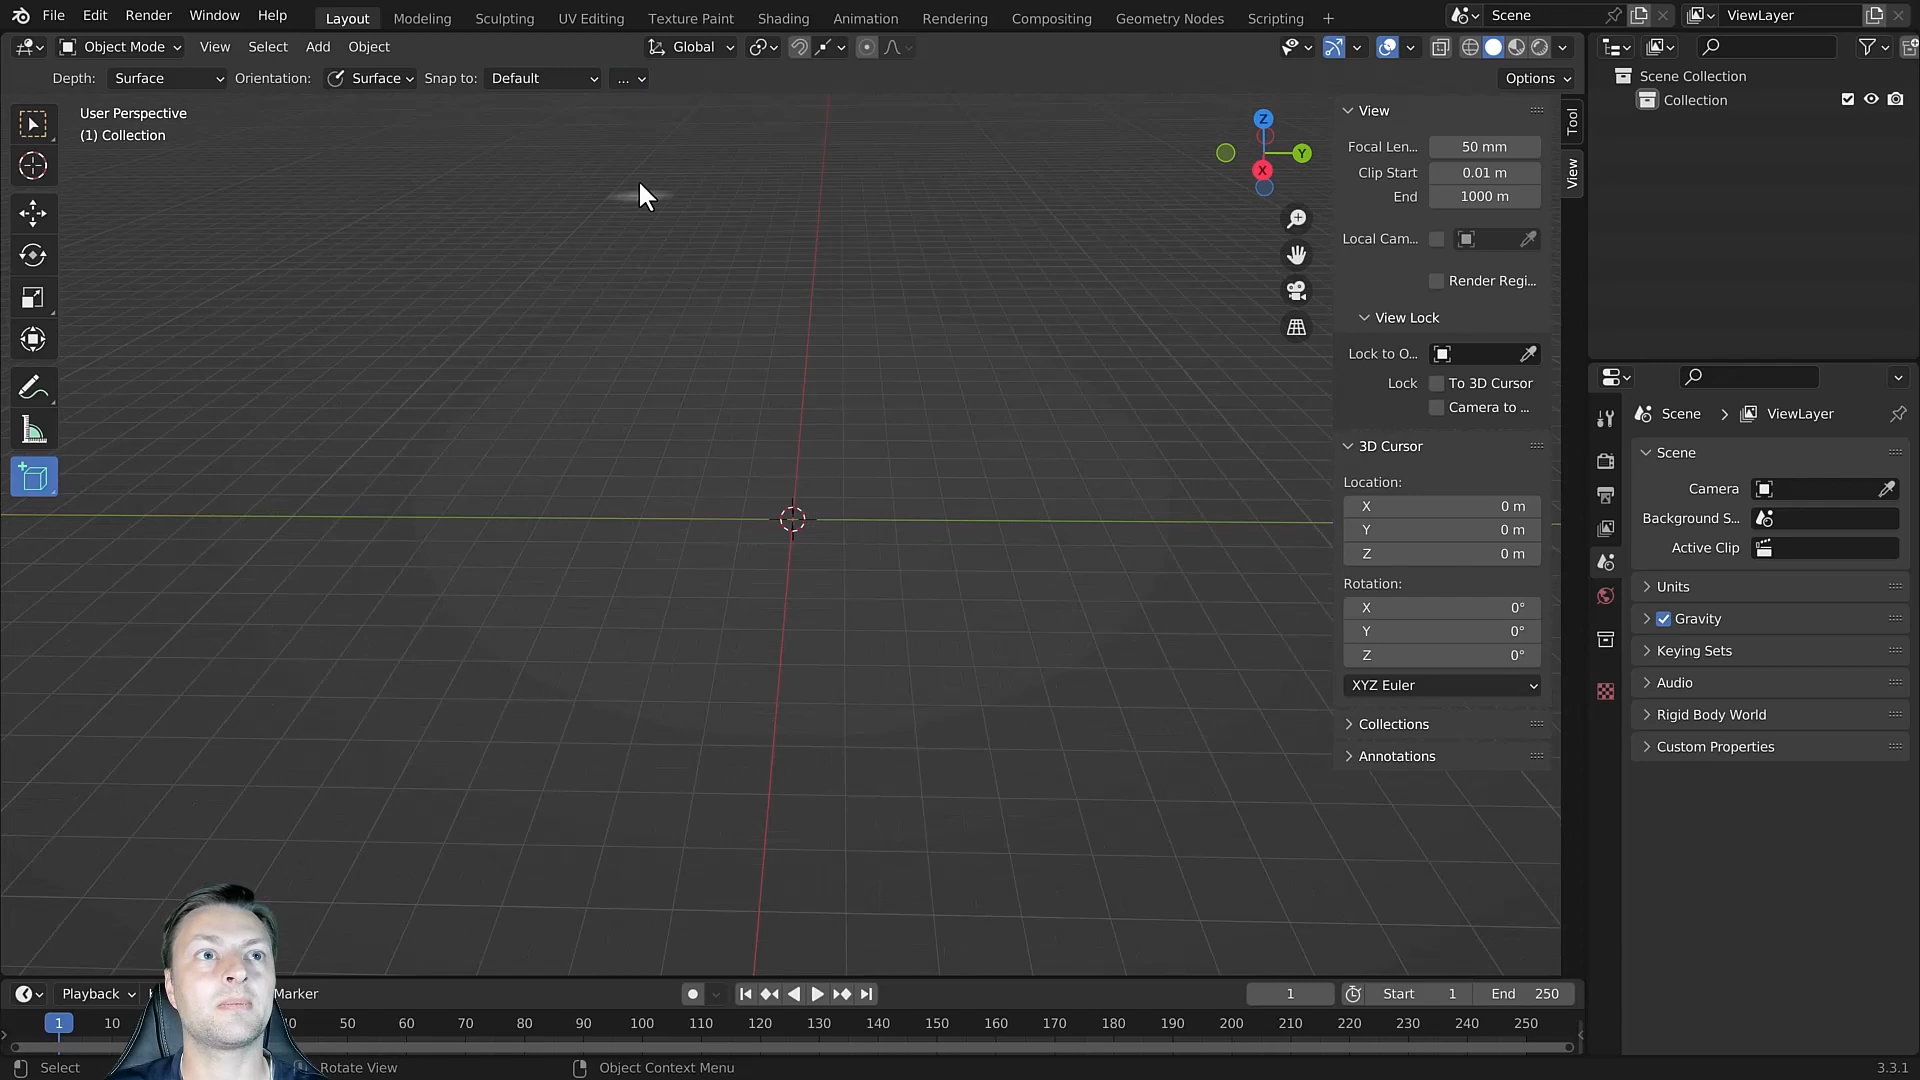 File Edit Render Window Help Layout Modeling Sculpting UV Editing Texture Paint Shading Animation Rendering Compositing Geometry Nodes Scripting + Scene ViewLayer
Object Mode View Select Add Object Global
Depth: Surface Orientation: Surface Snap to: Default ... Options
User Perspective
(1) Collection
Z
Y
X
View
Focal Len... 50 mm
Clip Start 0.01 m
End 1000 m
Local Cam...
Render Regi...
View Lock
Lock to O...
Lock To 3D Cursor
Camera to ...
3D Cursor
Location:
X 0 m
Y 0 m
Z 0 m
Rotation:
X 0°
Y 0°
Z 0°
XYZ Euler
Collections
Annotations
Tool
View
Scene Collection
Collection
Scene > ViewLayer
Scene
Camera
Background S...
Active Clip
Units
Gravity
Keying Sets
Audio
Rigid Body World
Custom Properties
Playback Marker 1 Start 1 End 250
1 10 50 60 70 80 90 100 110 120 130 140 150 160 170 180 190 200 210 220 230 240 250
Select Rotate View Object Context Menu 3.3.1